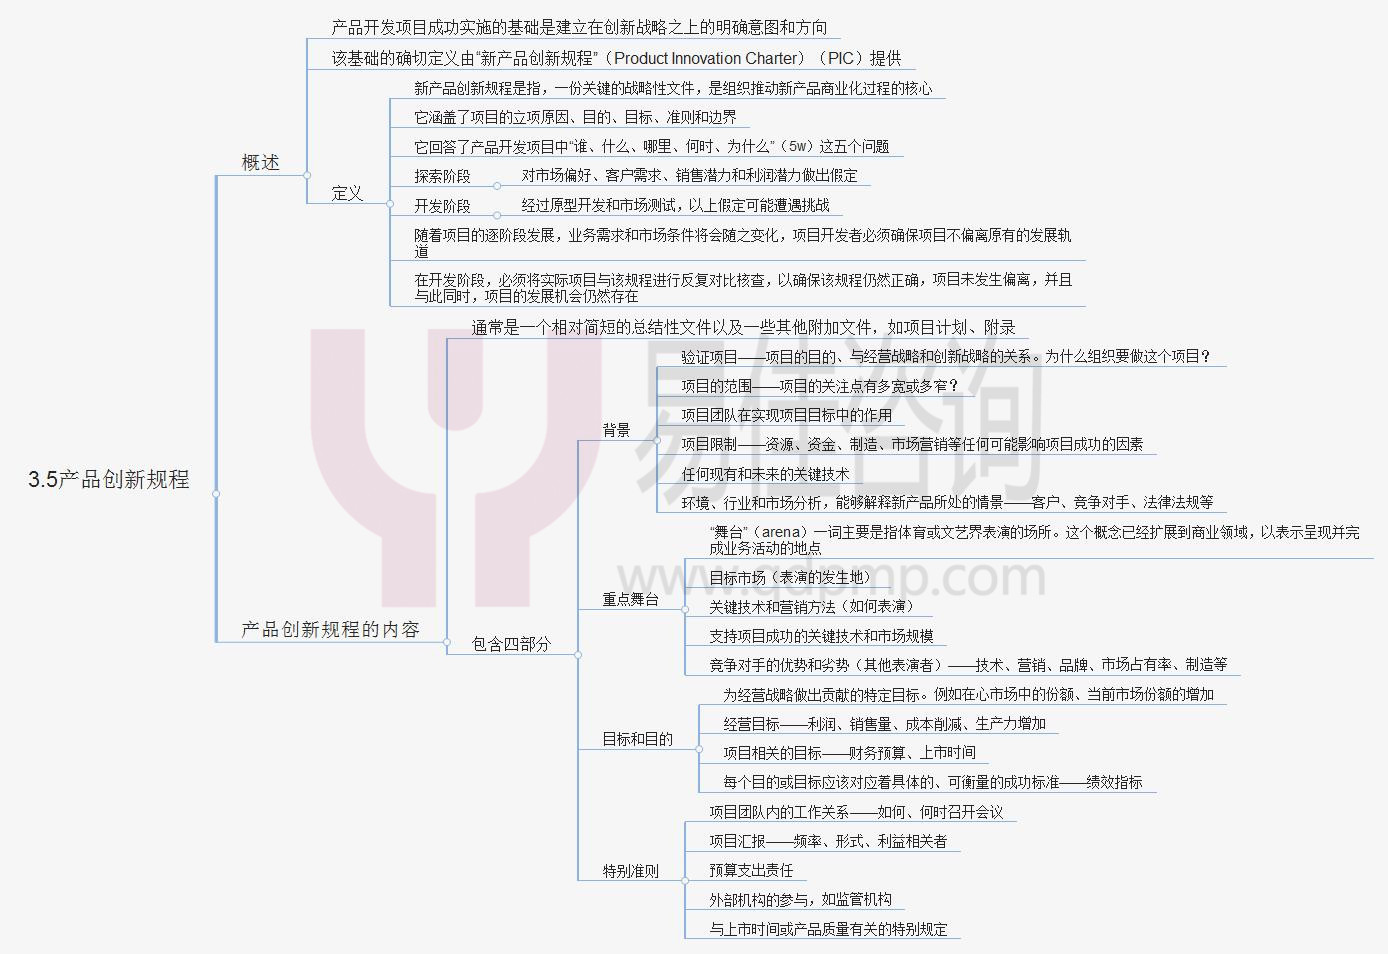 产品开发项目成功实施的基础是建立在创新战略之上的明确意图和方向
该基础的确切定义由“新产品创新规程”（Product Innovation Charter）（PIC）提供
新产品创新规程是指，一份关键的战略性文件，是组织推动新产品商业化过程的核心
它涵盖了项目的立项原因、目的、目标、准则和边界
它回答了产品开发项目中“谁、什么、哪里、何时、为什么”（5w）这五个问题
概述
探索阶段
对市场偏好、客户需求、销售潜力和利润潜力做出假定
定义
开发阶段
经过原型开发和市场测试，以上假定可能遭遇挑战
随着项目的逐阶段发展，业务需求和市场条件将会随之变化，项目开发者必须确保项目不偏离原有的发展轨
道
在开发阶段，必须将实际项目与该规程进行反复对比核查，以确保该规程仍然正确，项目未发生偏离，并且
与此同时，项目的发展机会仍然存在
通常是一个相对简短的总结性文件以及一些其他附加文件，如项目计划、附录
验证项目——项目的目的、与经营战略和创新战略的关系。为什么组织要做这个项目？
项目的范围——项目的关注点有多宽或多窄？
项目团队在实现项目目标中的作用
背景
项目限制——资源、资金、制造、市场营销等任何可能影响项目成功的因素
任何现有和未来的关键技术
3.5产品创新规程
环境、行业和市场分析，能够解释新产品所处的情景——客户、竞争对手、法律法规等
易佳咨询
“舞台”（arena）一词主要是指体育或文艺界表演的场所。这个概念已经扩展到商业领域，以表示呈现并完
成业务活动的地点
www.qdpmp.com
目标市场（表演的发生地）
重点舞台
关键技术和营销方法（如何表演）
产品创新规程的内容
支持项目成功的关键技术和市场规模
包含四部分
竞争对手的优势和劣势（其他表演者）——技术、营销、品牌、市场占有率、制造等
为经营战略做出贡献的特定目标。例如在心市场中的份额、当前市场份额的增加
经营目标——利润、销售量、成本削减、生产力增加
目标和目的
项目相关的目标——财务预算、上市时间
每个目的或目标应该对应着具体的、可衡量的成功标准——绩效指标
项目团队内的工作关系——如何、何时召开会议
项目汇报——频率、形式、利益相关者
特别准则
预算支出责任
外部机构的参与，如监管机构
与上市时间或产品质量有关的特别规定